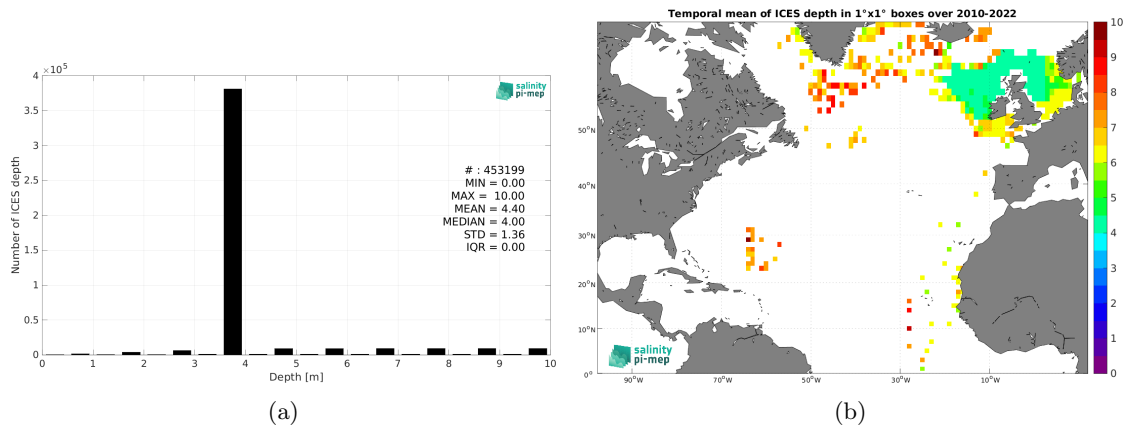 Temporal mean of ICES depth in 1°x1° boxes over 2010-2022
×10⁵
4
3.5
3
2.5
2
1.5
1
0.5
0
Number of ICES depth
salinity
pi-mep
# : 453199
MIN = 0.00
MAX = 10.00
MEAN = 4.40
MEDIAN = 4.00
STD = 1.36
IQR = 0.00
0 1 2 3 4 5 6 7 8 9 10
Depth [m]
(a)
50°N
40°N
30°N
20°N
10°N
0°
90°W 70°W 50°W 30°W 10°W
salinity
pi-mep
10
9
8
7
6
5
4
3
2
1
0
(b)